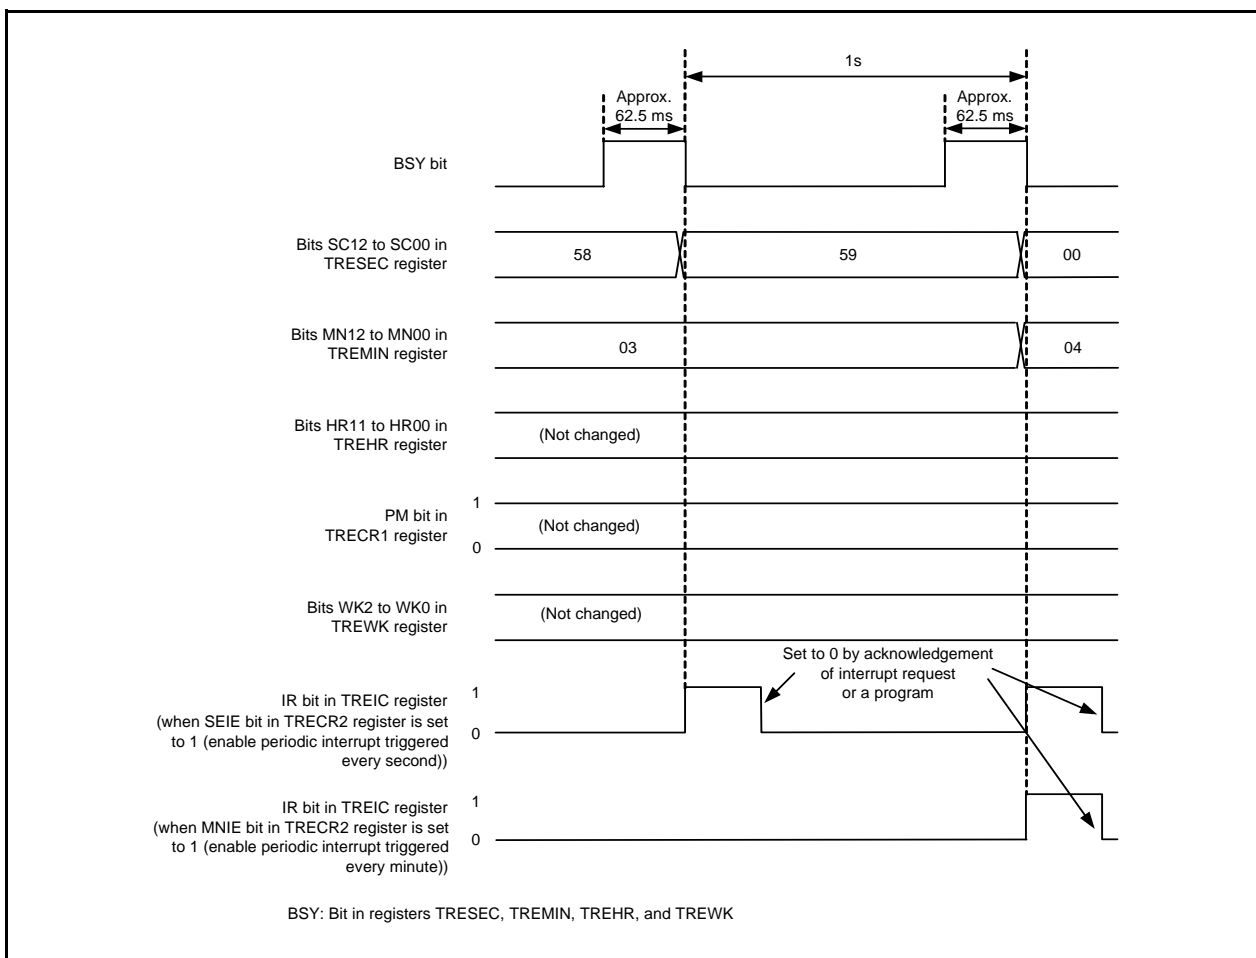 1s
Approx.
62.5 ms
Approx.
62.5 ms
BSY bit
Bits SC12 to SC00 in
TRESEC register
58
59
00
Bits MN12 to MN00 in
TREMIN register
03
04
Bits HR11 to HR00 in
TREHR register
(Not changed)
PM bit in
TRECR1 register
1
0
(Not changed)
Bits WK2 to WK0 in
TREWK register
(Not changed)
Set to 0 by acknowledgement
of interrupt request
or a program
IR bit in TREIC register
(when SEIE bit in TRECR2 register is set
to 1 (enable periodic interrupt triggered
every second))
1
0
IR bit in TREIC register
(when MNIE bit in TRECR2 register is set
to 1 (enable periodic interrupt triggered
every minute))
1
0
BSY: Bit in registers TRESEC, TREMIN, TREHR, and TREWK